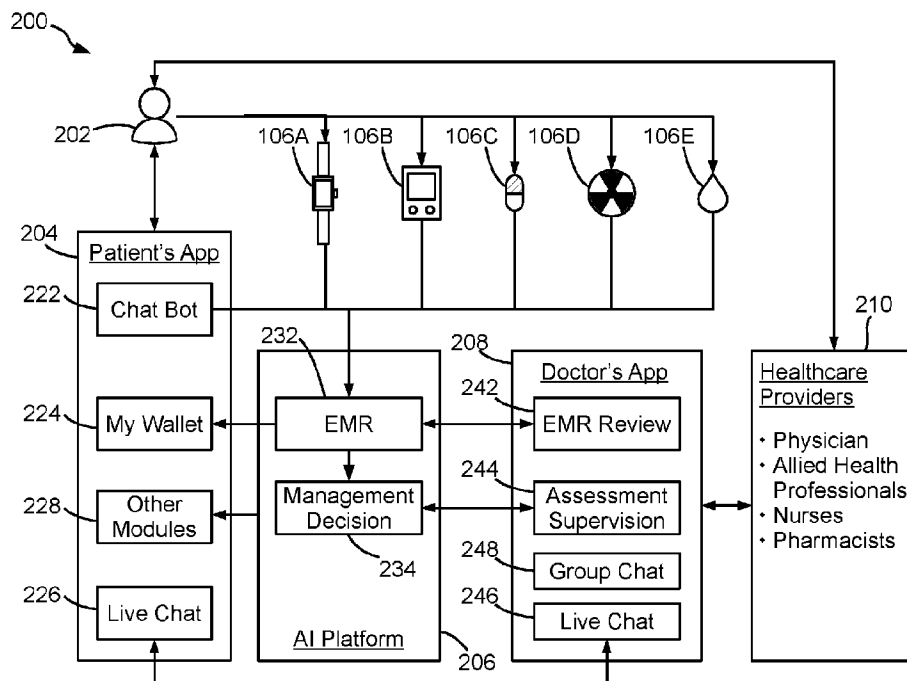 200
202
106A
106B
106C
106D
106E
204
Patient's App
222
Chat Bot
232
208
210
Doctor's App
Healthcare
Providers
242
224
My Wallet
EMR
EMR Review
• Physician
• Allied Health
Professionals
• Nurses
• Pharmacists
244
228
Other
Modules
Management
Decision
Assessment
Supervision
234
248
Group Chat
226
246
Live Chat
Live Chat
AI Platform
206